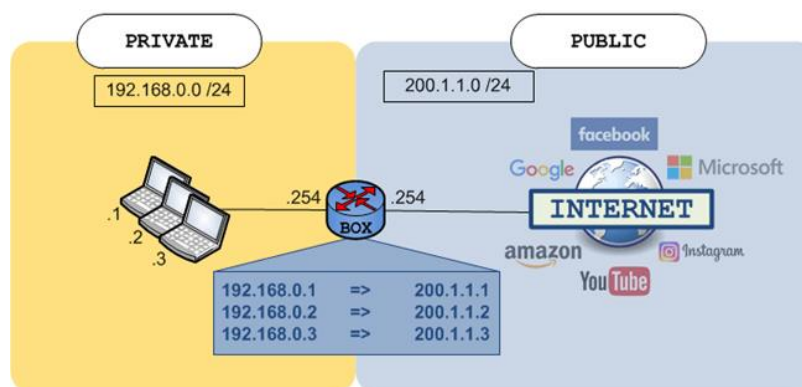 PRIVATE
PUBLIC
192.168.0.0 /24
200.1.1.0 /24
facebook
Google
Microsoft
.1
.2
.3
.254
.254
BOX
INTERNET
amazon
Instagram
YouTube
192.168.0.1 => 200.1.1.1
192.168.0.2 => 200.1.1.2
192.168.0.3 => 200.1.1.3